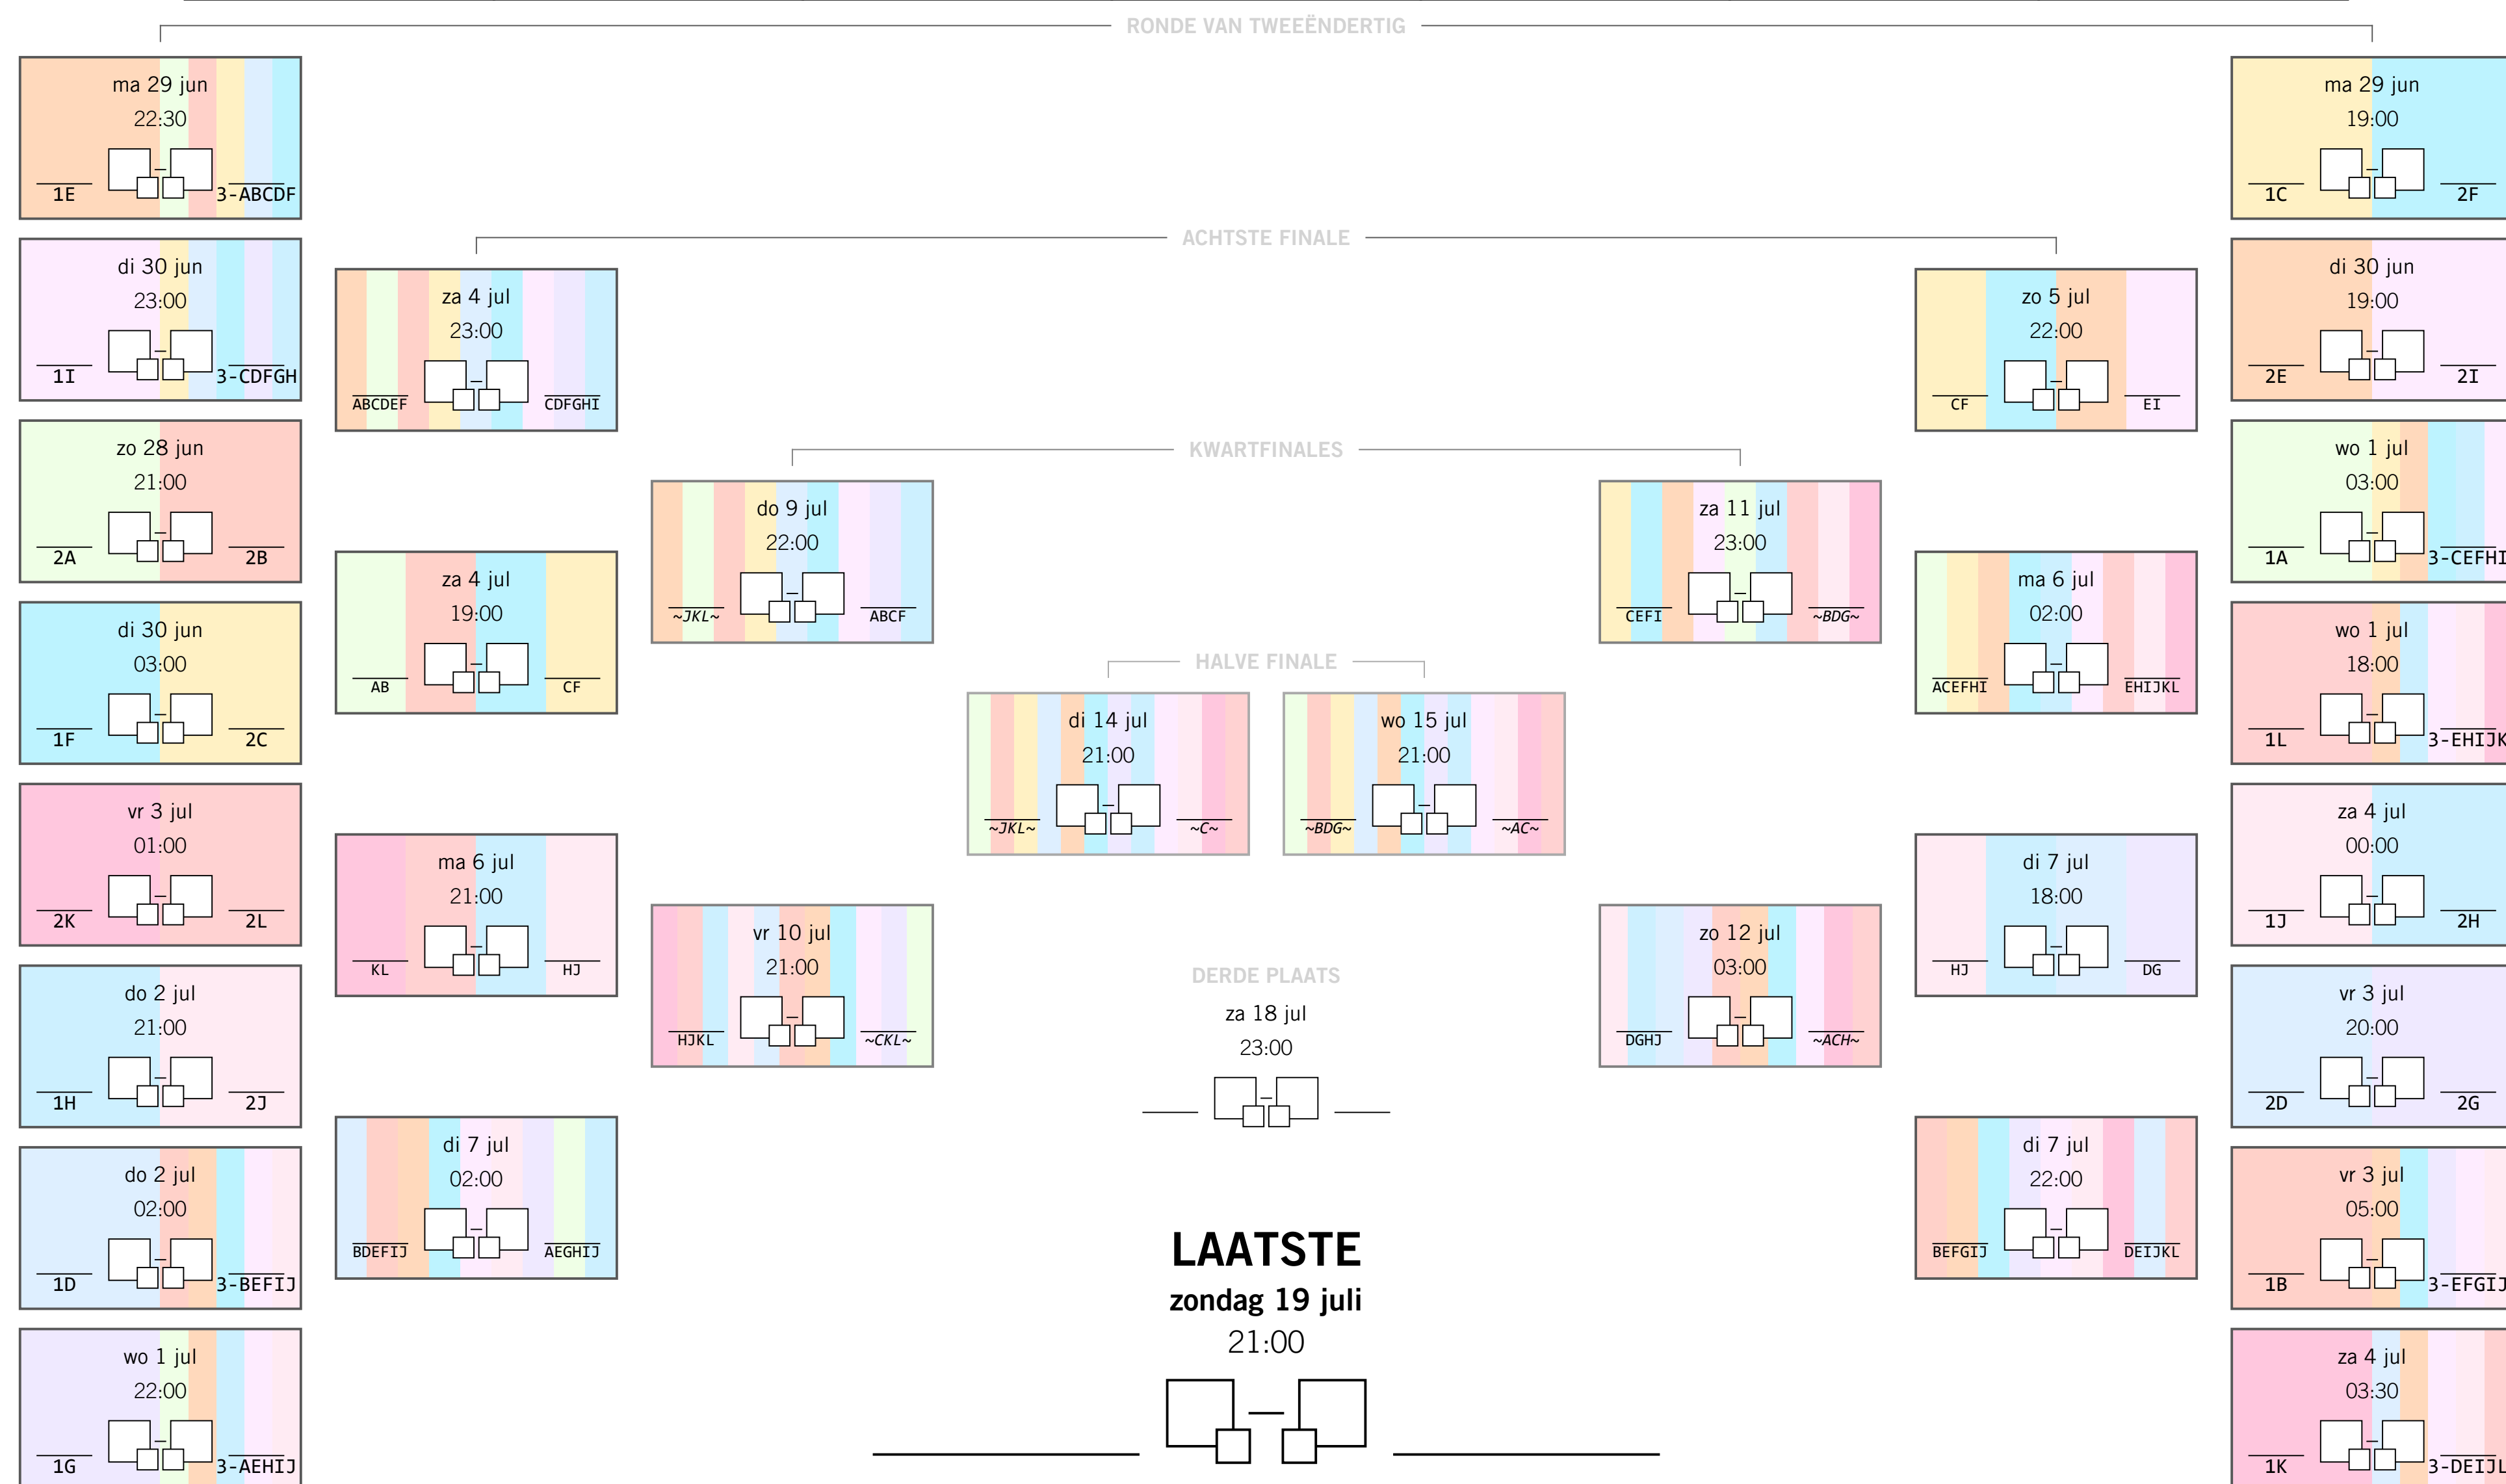 RONDE VAN TWEEËNDERTIG
ma 29 jun
22:30
1E – 3-ABCDF
di 30 jun
23:00
1I – 3-CDFGH
zo 28 jun
21:00
2A – 2B
di 30 jun
03:00
1F – 2C
vr 3 jul
01:00
2K – 2L
do 2 jul
21:00
1H – 2J
do 2 jul
02:00
1D – 3-BEFIJ
wo 1 jul
22:00
1G – 3-AEHIJ
ACHTSTE FINALE
za 4 jul
23:00
ABCDEF – CDFGHI
za 4 jul
19:00
AB – CF
ma 6 jul
21:00
KL – HJ
di 7 jul
02:00
BDEFIJ – AEGHIJ
KWARTFINALES
do 9 jul
22:00
~JKL~ – ABCF
vr 10 jul
21:00
HJKL – ~CKL~
HALVE FINALE
di 14 jul
21:00
~JKL~ – ~C~
wo 15 jul
21:00
~BDG~ – ~AC~
DERDE PLAATS
za 18 jul
23:00
–
LAATSTE
zondag 19 juli
21:00
—
za 11 jul
23:00
CEFI – ~BDG~
zo 12 jul
03:00
DGHJ – ~ACH~
zo 5 jul
22:00
CF – EI
ma 6 jul
02:00
ACEFHI – EHIJKL
di 7 jul
18:00
HJ – DG
di 7 jul
22:00
BEFGIJ – DEIJKL
ma 29 jun
19:00
1C – 2F
di 30 jun
19:00
2E – 2I
wo 1 jul
03:00
1A – 3-CEFHI
wo 1 jul
18:00
1L – 3-EHIJK
za 4 jul
00:00
1J – 2H
vr 3 jul
20:00
2D – 2G
vr 3 jul
05:00
1B – 3-EFGIJ
za 4 jul
03:30
1K – 3-DEIJL